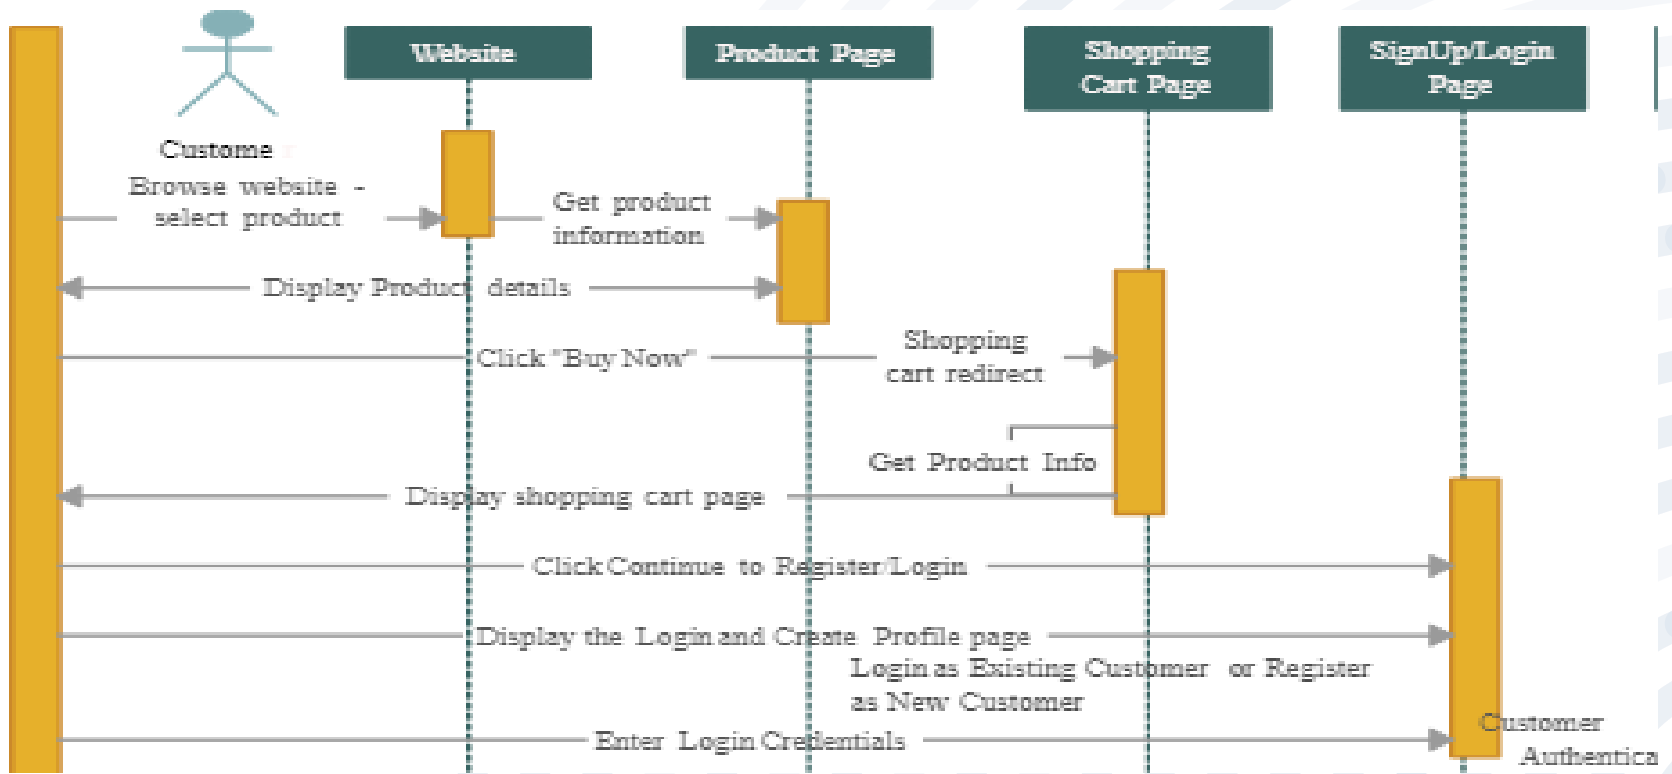 Website
Product Page
Shopping
Cart Page
SignUp/Login
Page
Customer
Browse website -
select product
Get product
information
Display Product details
Click "Buy Now"
Shopping
cart redirect
Get Product Info
Display shopping cart page
Click Continue to Register/Login
Display the Login and Create Profile page
Login as Existing Customer or Register
as New Customer
Enter Login Credentials
Customer
Authentica